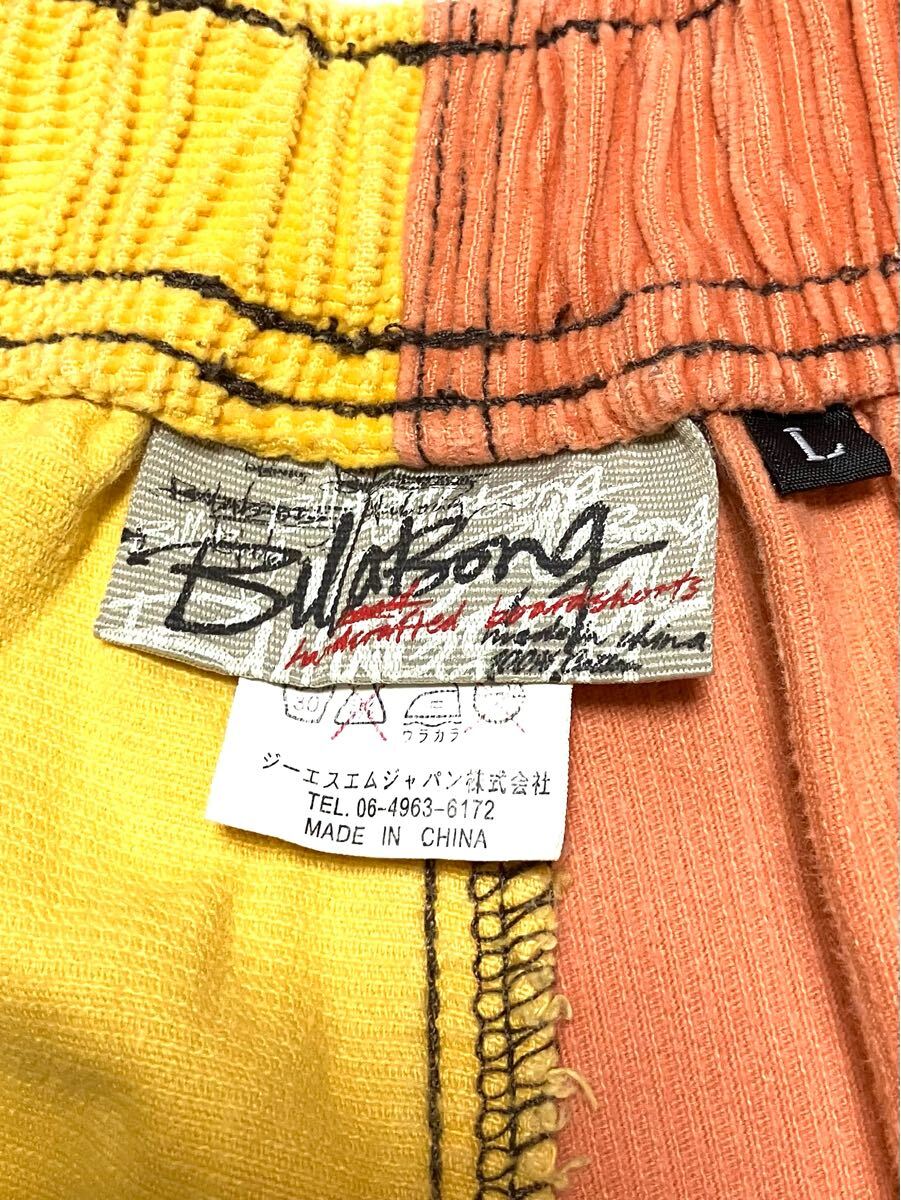 L
BillaBong
handcrafted boardshorts
made in china
100% Cotton
30
ウラカラ
ジーエスエムジャパン株式会社
TEL. 06-4963-6172
MADE IN CHINA